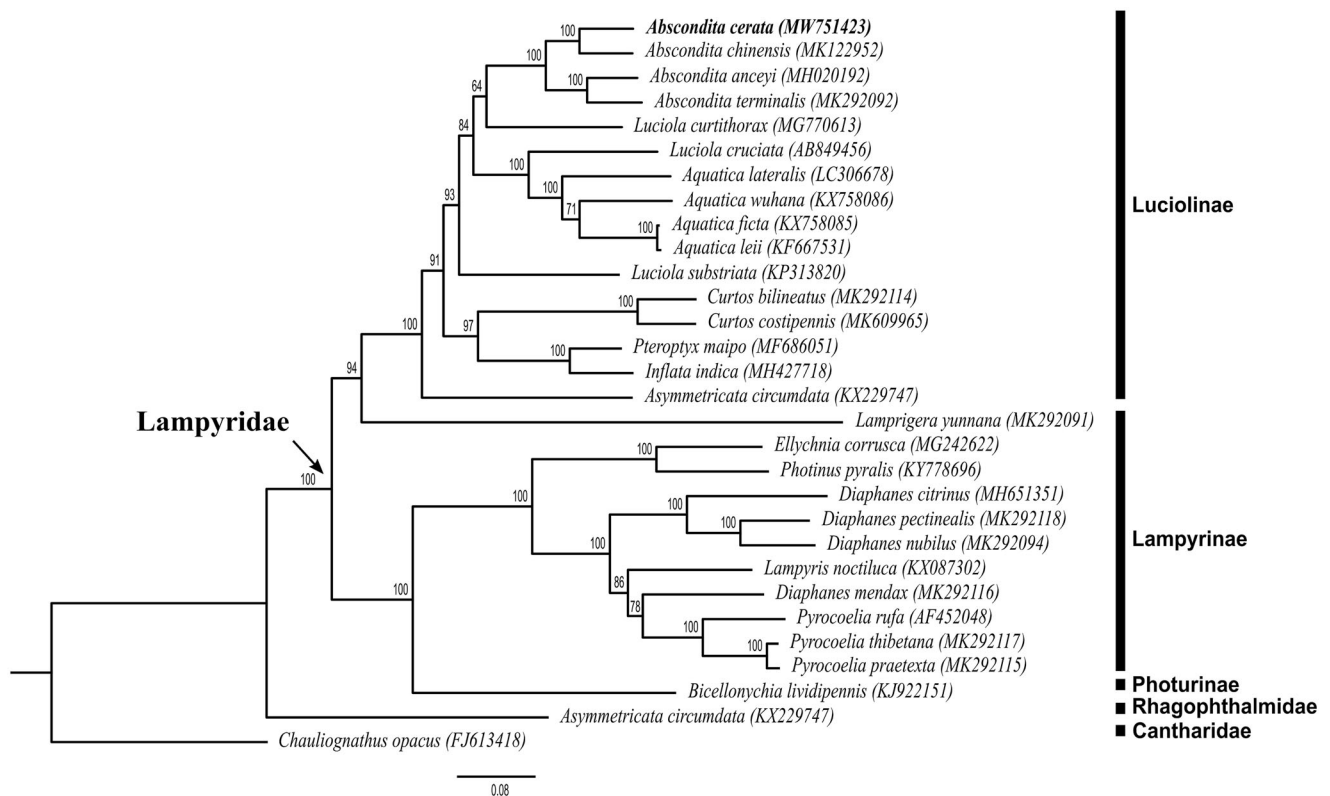 100 Abscondita cerata (MW751423)
100 Abscondita chinensis (MK122952)
Abscondita anceyi (MH020192)
64 100 Abscondita terminalis (MK292092)
84 Luciola curtithorax (MG770613)
Luciola cruciata (AB849456)
100 Aquatica lateralis (LC306678)
93 100 Aquatica wuhana (KX758086)
71 Aquatica ficta (KX758085)
100 Aquatica leii (KF667531)
Luciolinae
91 Luciola substriata (KP313820)
Curtos bilineatus (MK292114)
100 97 100 Curtos costipennis (MK609965)
Pteroptyx maipo (MF686051)
94 100 Inflata indica (MH427718)
Asymmetricata circumdata (KX229747)
Lampyridae
Lamprigera yunnana (MK292091)
Ellychnia corrusca (MG242622)
100 100 Photinus pyralis (KY778696)
100 Diaphanes citrinus (MH651351)
100 Diaphanes pectinealis (MK292118)
100 100 Diaphanes nubilus (MK292094)
Lampyrinae
Lampyris noctiluca (KX087302)
100 86 Diaphanes mendax (MK292116)
78 Pyrocoelia rufa (AF452048)
100 Pyrocoelia thibetana (MK292117)
100 Pyrocoelia praetexta (MK292115)
Bicellonychia lividipennis (KJ922151)
Photurinae
Asymmetricata circumdata (KX229747)
Rhagophthalmidae
Chauliognathus opacus (FJ613418)
Cantharidae
0.08